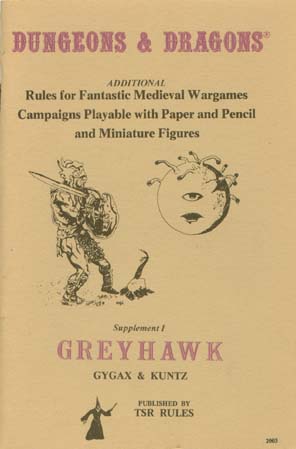 DUNGEONS & DRAGONS®
ADDITIONAL
Rules for Fantastic Medieval Wargames
Campaigns Playable with Paper and Pencil
and Miniature Figures
Supplement I
GREYHAWK
GYGAX & KUNTZ
PUBLISHED BY
TSR RULES
2003